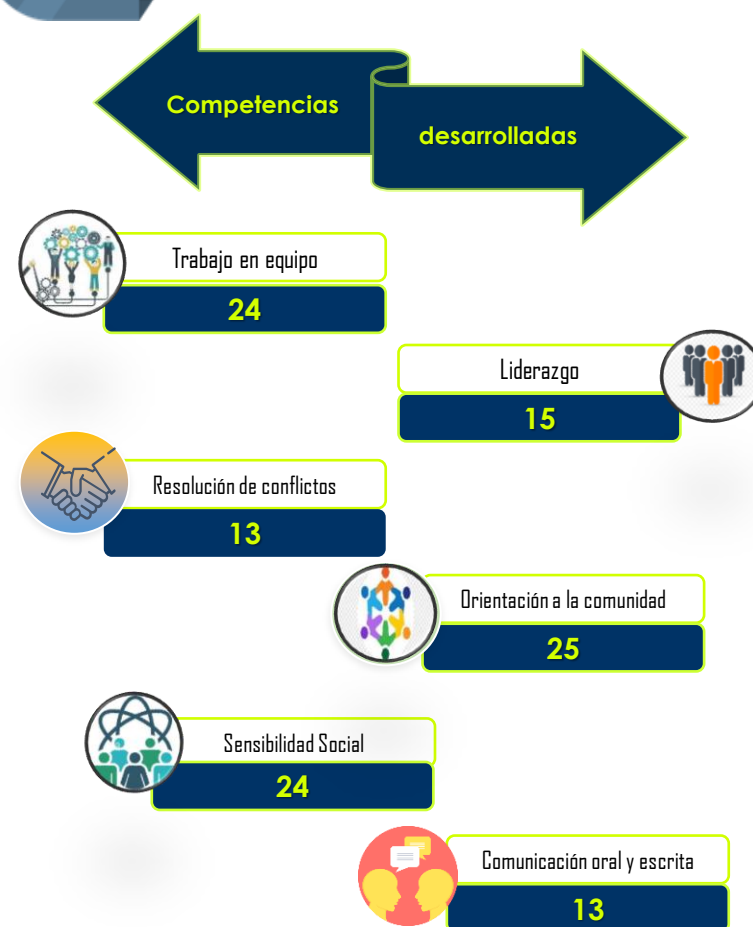 Competencias
desarrolladas
Trabajo en equipo
24
Liderazgo
15
Resolución de conflictos
13
Orientación a la comunidad
25
Sensibilidad Social
24
Comunicación oral y escrita
13